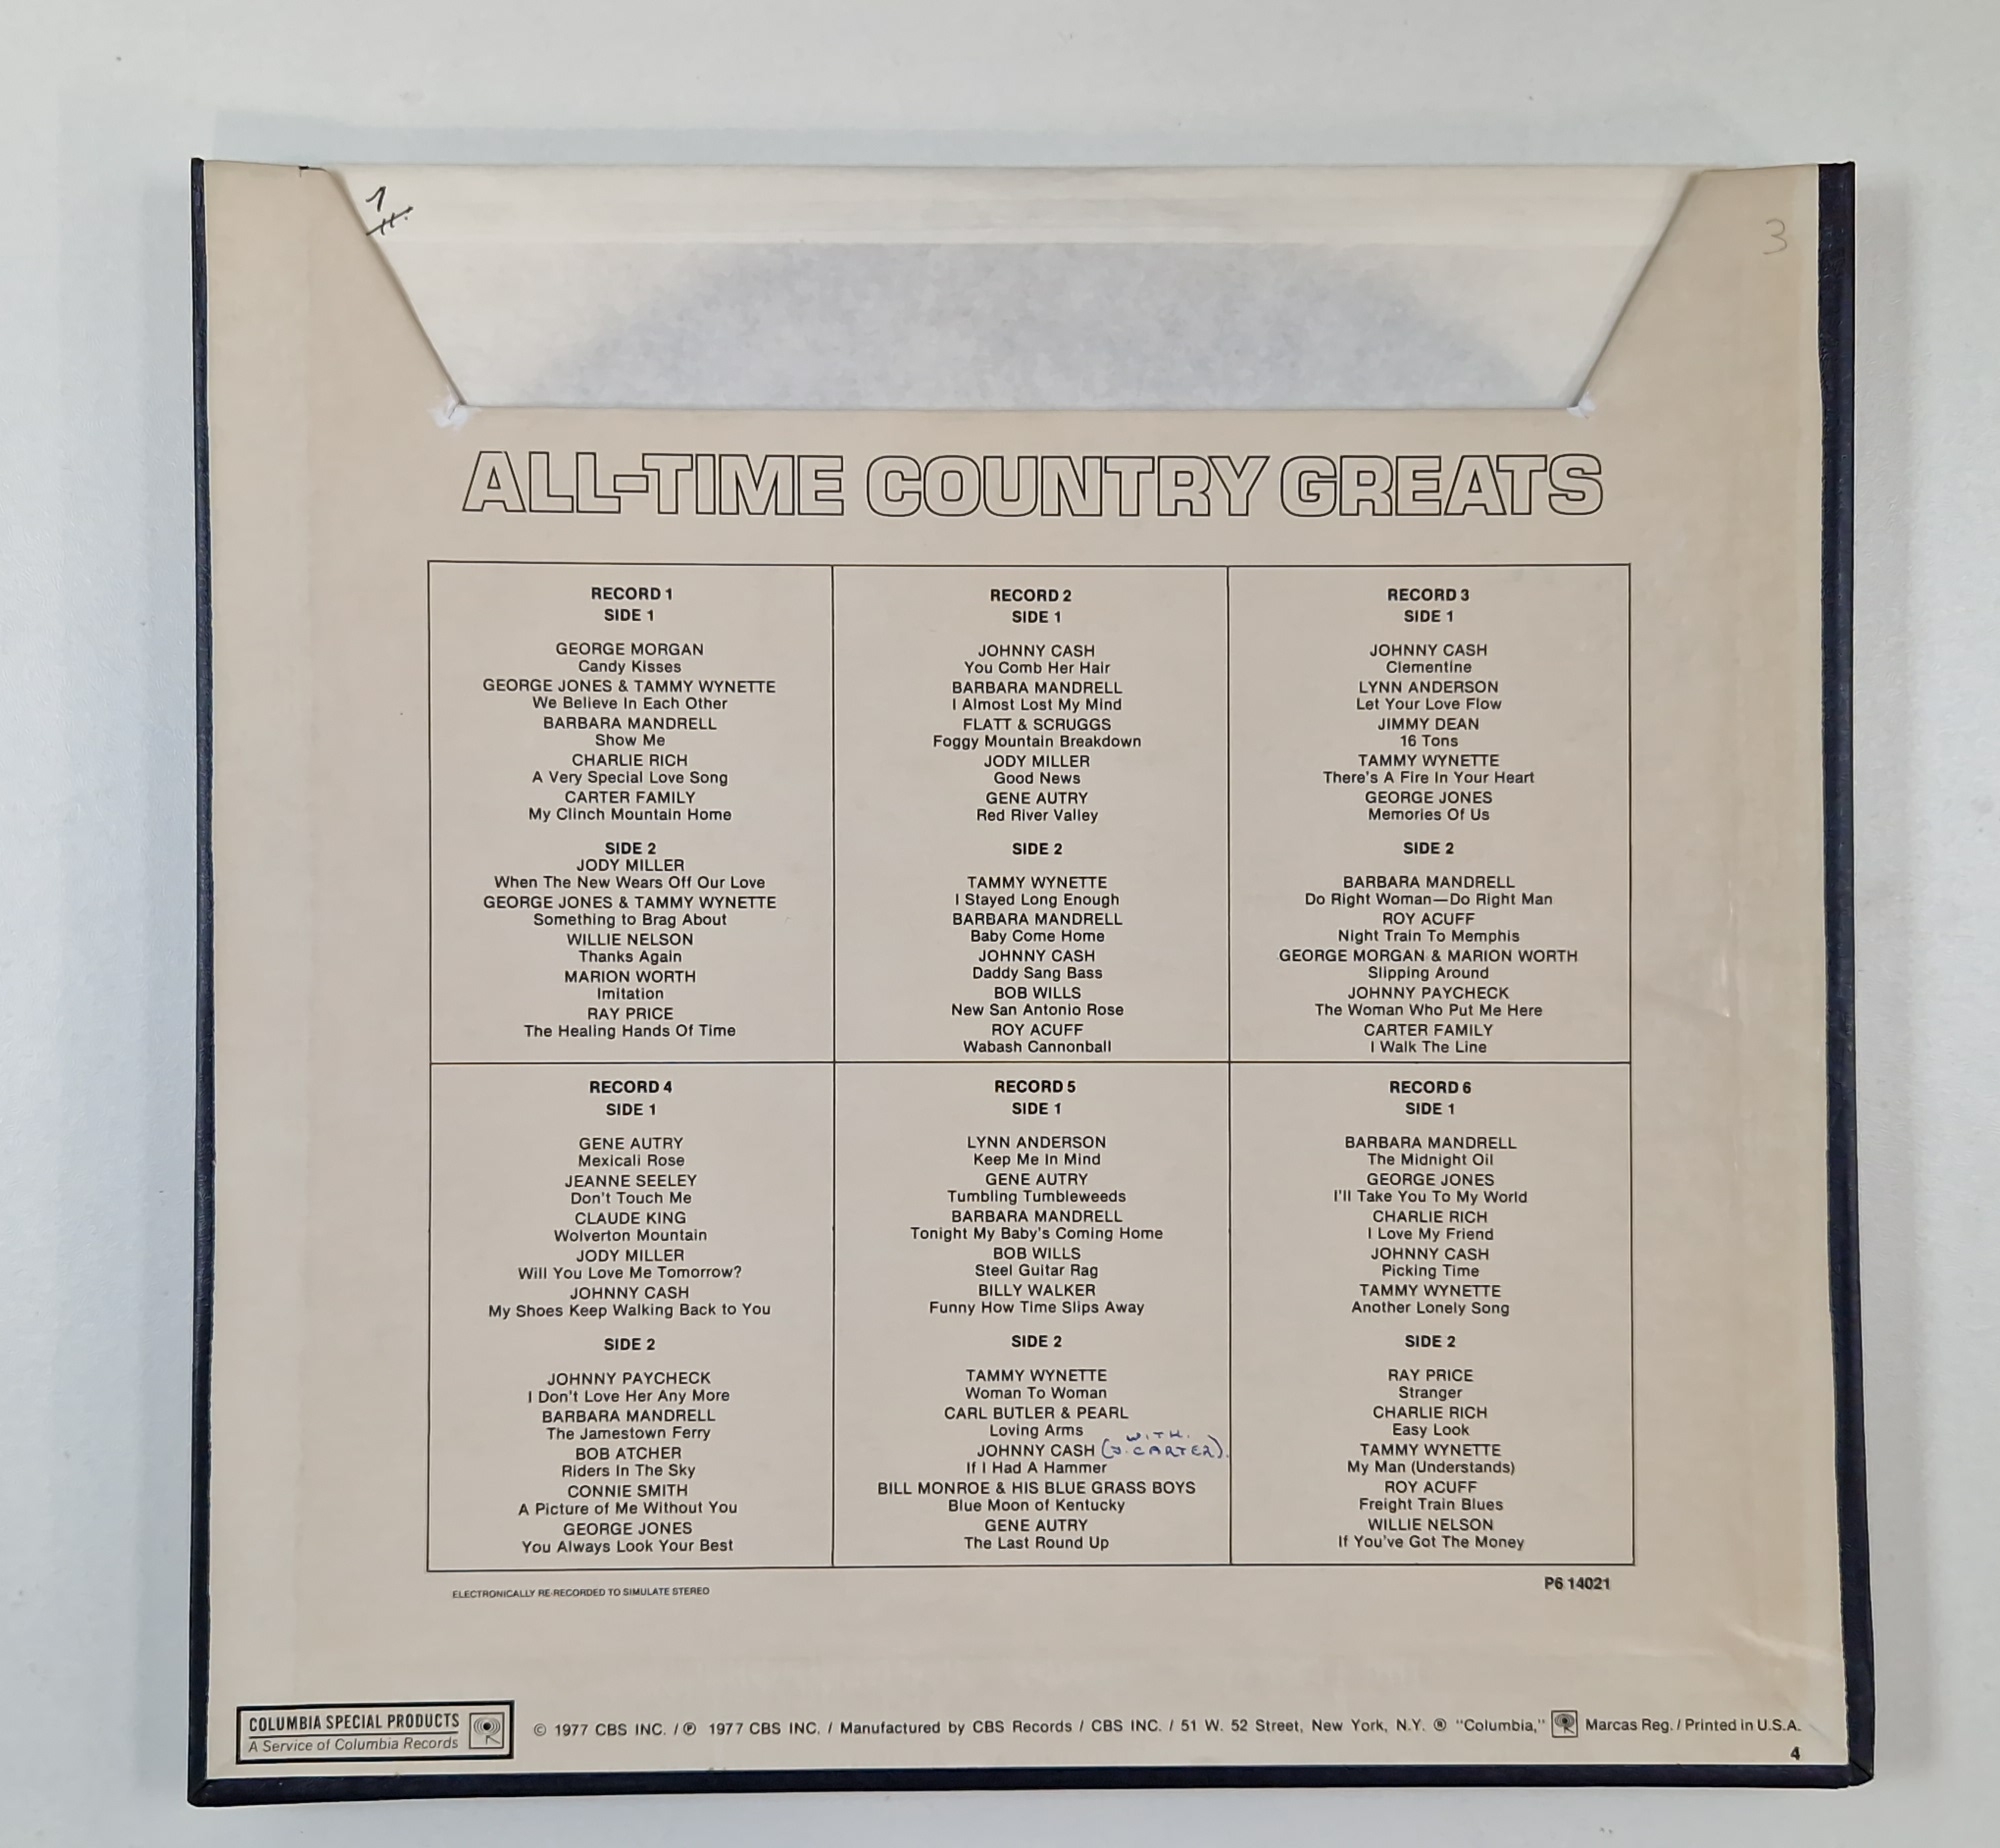 1
3
ALL-TIME COUNTRY GREATS
RECORD 1
SIDE 1
GEORGE MORGAN
Candy Kisses
GEORGE JONES & TAMMY WYNETTE
We Believe In Each Other
BARBARA MANDRELL
Show Me
CHARLIE RICH
A Very Special Love Song
CARTER FAMILY
My Clinch Mountain Home
SIDE 2
JODY MILLER
When The New Wears Off Our Love
GEORGE JONES & TAMMY WYNETTE
Something to Brag About
WILLIE NELSON
Thanks Again
MARION WORTH
Imitation
RAY PRICE
The Healing Hands Of Time
RECORD 2
SIDE 1
JOHNNY CASH
You Comb Her Hair
BARBARA MANDRELL
I Almost Lost My Mind
FLATT & SCRUGGS
Foggy Mountain Breakdown
JODY MILLER
Good News
GENE AUTRY
Red River Valley
SIDE 2
TAMMY WYNETTE
I Stayed Long Enough
BARBARA MANDRELL
Baby Come Home
JOHNNY CASH
Daddy Sang Bass
BOB WILLS
New San Antonio Rose
ROY ACUFF
Wabash Cannonball
RECORD 3
SIDE 1
JOHNNY CASH
Clementine
LYNN ANDERSON
Let Your Love Flow
JIMMY DEAN
16 Tons
TAMMY WYNETTE
There's A Fire In Your Heart
GEORGE JONES
Memories Of Us
SIDE 2
BARBARA MANDRELL
Do Right Woman—Do Right Man
ROY ACUFF
Night Train To Memphis
GEORGE MORGAN & MARION WORTH
Slipping Around
JOHNNY PAYCHECK
The Woman Who Put Me Here
CARTER FAMILY
I Walk The Line
RECORD 4
SIDE 1
GENE AUTRY
Mexicali Rose
JEANNE SEELEY
Don't Touch Me
CLAUDE KING
Wolverton Mountain
JODY MILLER
Will You Love Me Tomorrow?
JOHNNY CASH
My Shoes Keep Walking Back to You
SIDE 2
JOHNNY PAYCHECK
I Don't Love Her Any More
BARBARA MANDRELL
The Jamestown Ferry
BOB ATCHER
Riders In The Sky
CONNIE SMITH
A Picture of Me Without You
GEORGE JONES
You Always Look Your Best
RECORD 5
SIDE 1
LYNN ANDERSON
Keep Me In Mind
GENE AUTRY
Tumbling Tumbleweeds
BARBARA MANDRELL
Tonight My Baby's Coming Home
BOB WILLS
Steel Guitar Rag
BILLY WALKER
Funny How Time Slips Away
SIDE 2
TAMMY WYNETTE
Woman To Woman
CARL BUTLER & PEARL
Loving Arms
WITH.
JOHNNY CASH (J. CARTER).
If I Had A Hammer
BILL MONROE & HIS BLUE GRASS BOYS
Blue Moon of Kentucky
GENE AUTRY
The Last Round Up
RECORD 6
SIDE 1
BARBARA MANDRELL
The Midnight Oil
GEORGE JONES
I'll Take You To My World
CHARLIE RICH
I Love My Friend
JOHNNY CASH
Picking Time
TAMMY WYNETTE
Another Lonely Song
SIDE 2
RAY PRICE
Stranger
CHARLIE RICH
Easy Look
TAMMY WYNETTE
My Man (Understands)
ROY ACUFF
Freight Train Blues
WILLIE NELSON
If You've Got The Money
ELECTRONICALLY RE-RECORDED TO SIMULATE STEREO
P6 14021
COLUMBIA SPECIAL PRODUCTS
A Service of Columbia Records
© 1977 CBS INC. / ℗ 1977 CBS INC. / Manufactured by CBS Records / CBS INC. / 51 W. 52 Street, New York, N.Y. ® "Columbia," Marcas Reg. / Printed in U.S.A.
4